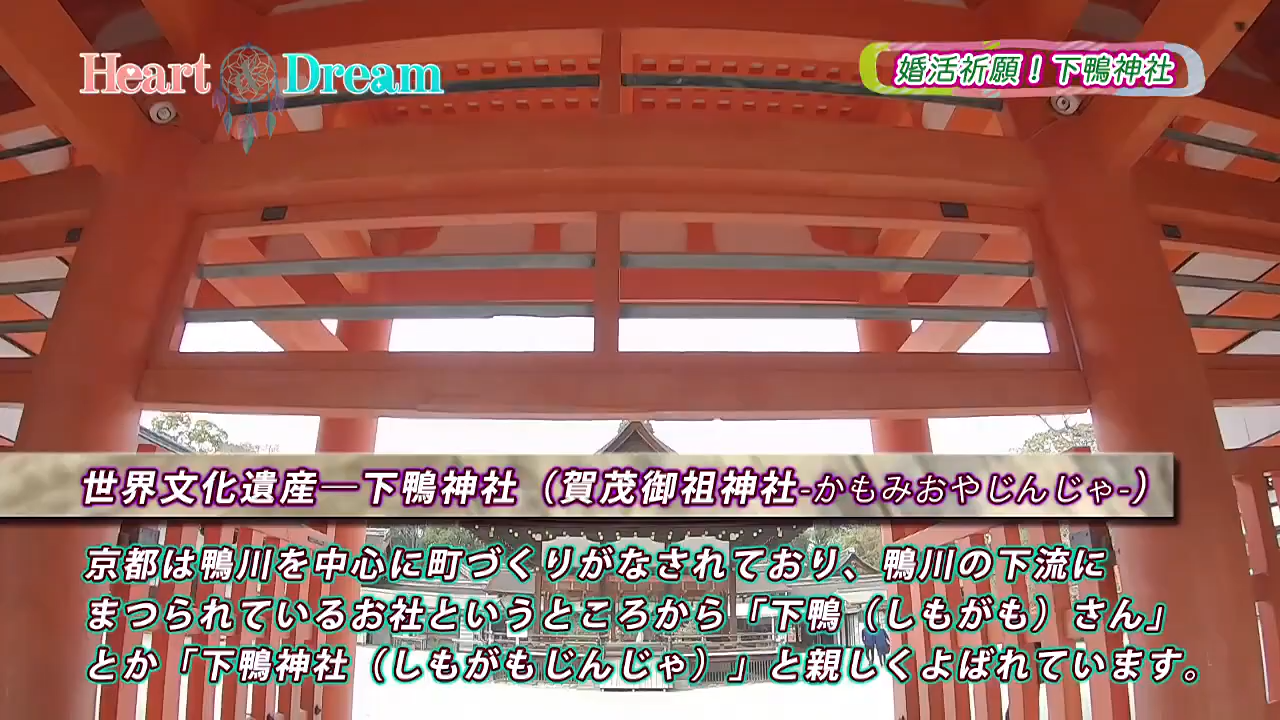 Heart Dream
婚活祈願！下鴨神社
世界文化遺産―下鴨神社（賀茂御祖神社-かもみおやじんじゃ-）
京都は鴨川を中心に町づくりがなされており、鴨川の下流に
まつられているお社というところから「下鴨（しもがも）さん」
とか「下鴨神社（しもがもじんじゃ）」と親しくよばれています。